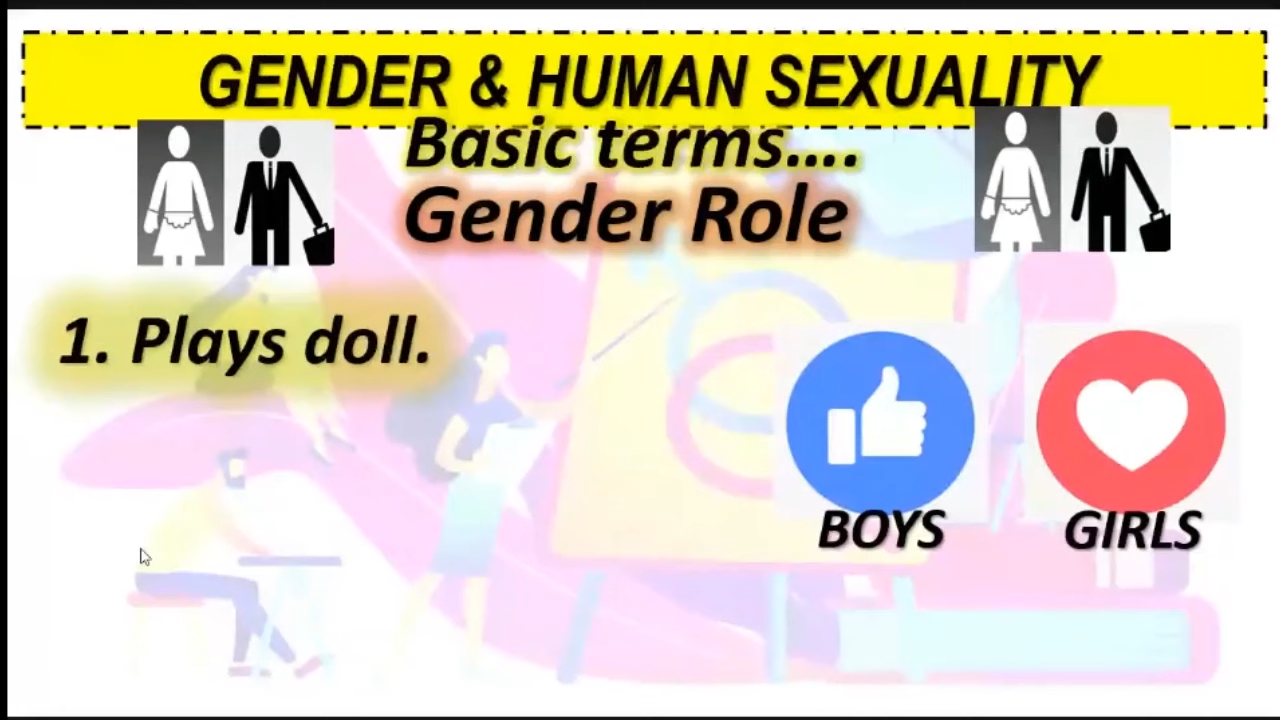 GENDER & HUMAN SEXUALITY
Basic terms....
Gender Role
1. Plays doll.
BOYS
GIRLS